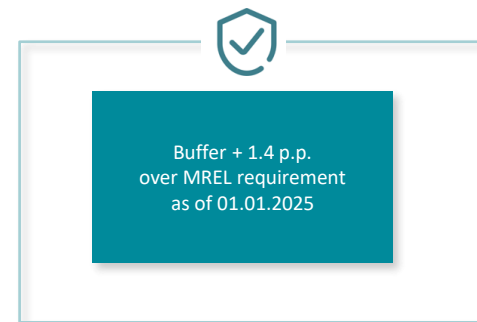 Buffer + 1.4 p.p.
over MREL requirement
as of 01.01.2025